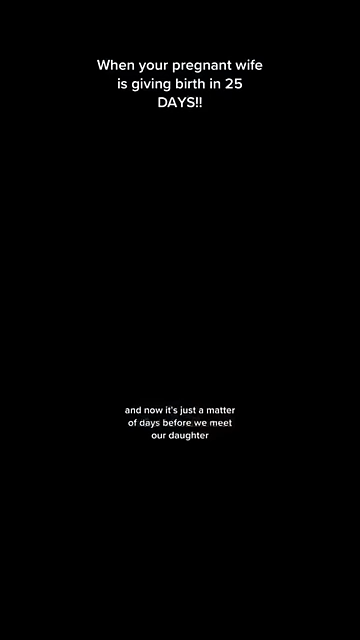 When your pregnant wife
is giving birth in 25
DAYS!!
and now it's just a matter
of days before we meet
our daughter